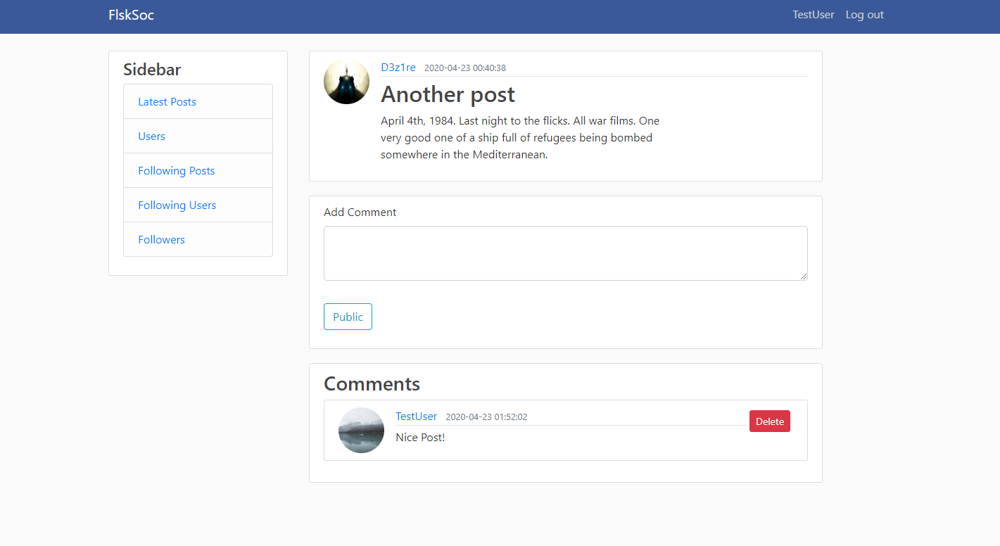 FlskSoc
TestUser Log out
Sidebar
Latest Posts
Users
Following Posts
Following Users
Followers
D3z1re 2020-04-23 00:40:38
Another post
April 4th, 1984. Last night to the flicks. All war films. One
very good one of a ship full of refugees being bombed
somewhere in the Mediterranean.
Add Comment
Public
Comments
TestUser 2020-04-23 01:52:02
Delete
Nice Post!